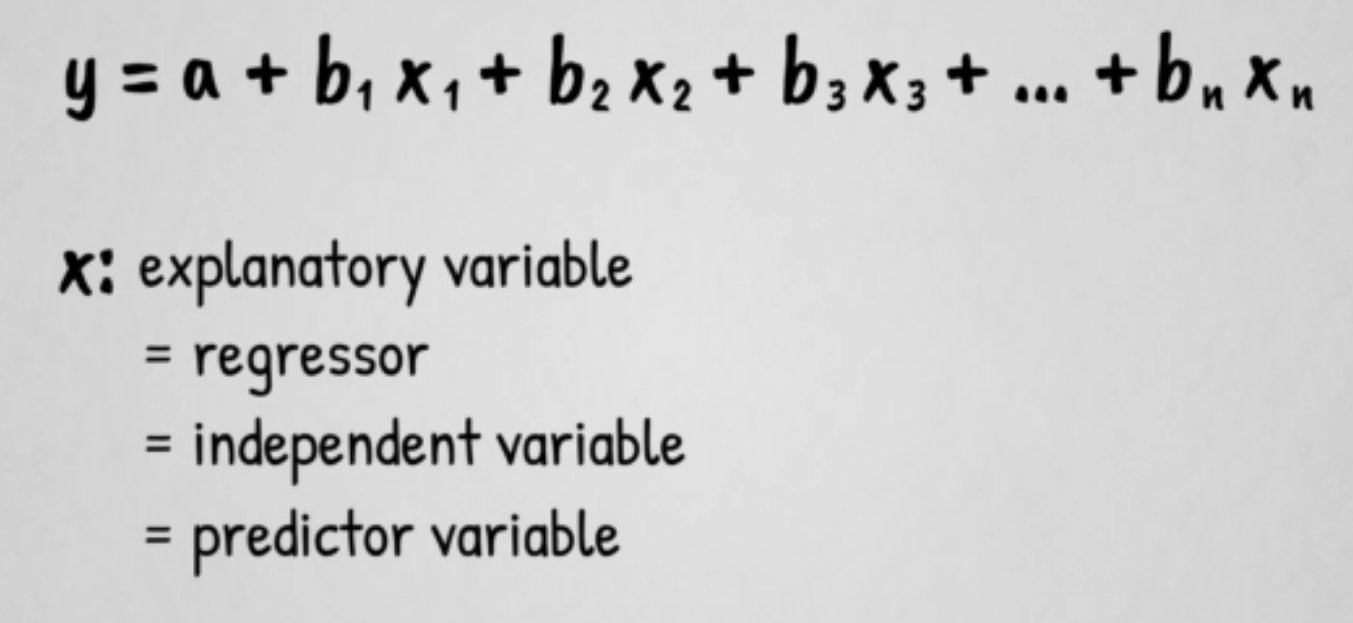 y = a + b₁ x₁ + b₂ x₂ + b₃ x₃ + ... + bₙ xₙ
x: explanatory variable
= regressor
= independent variable
= predictor variable